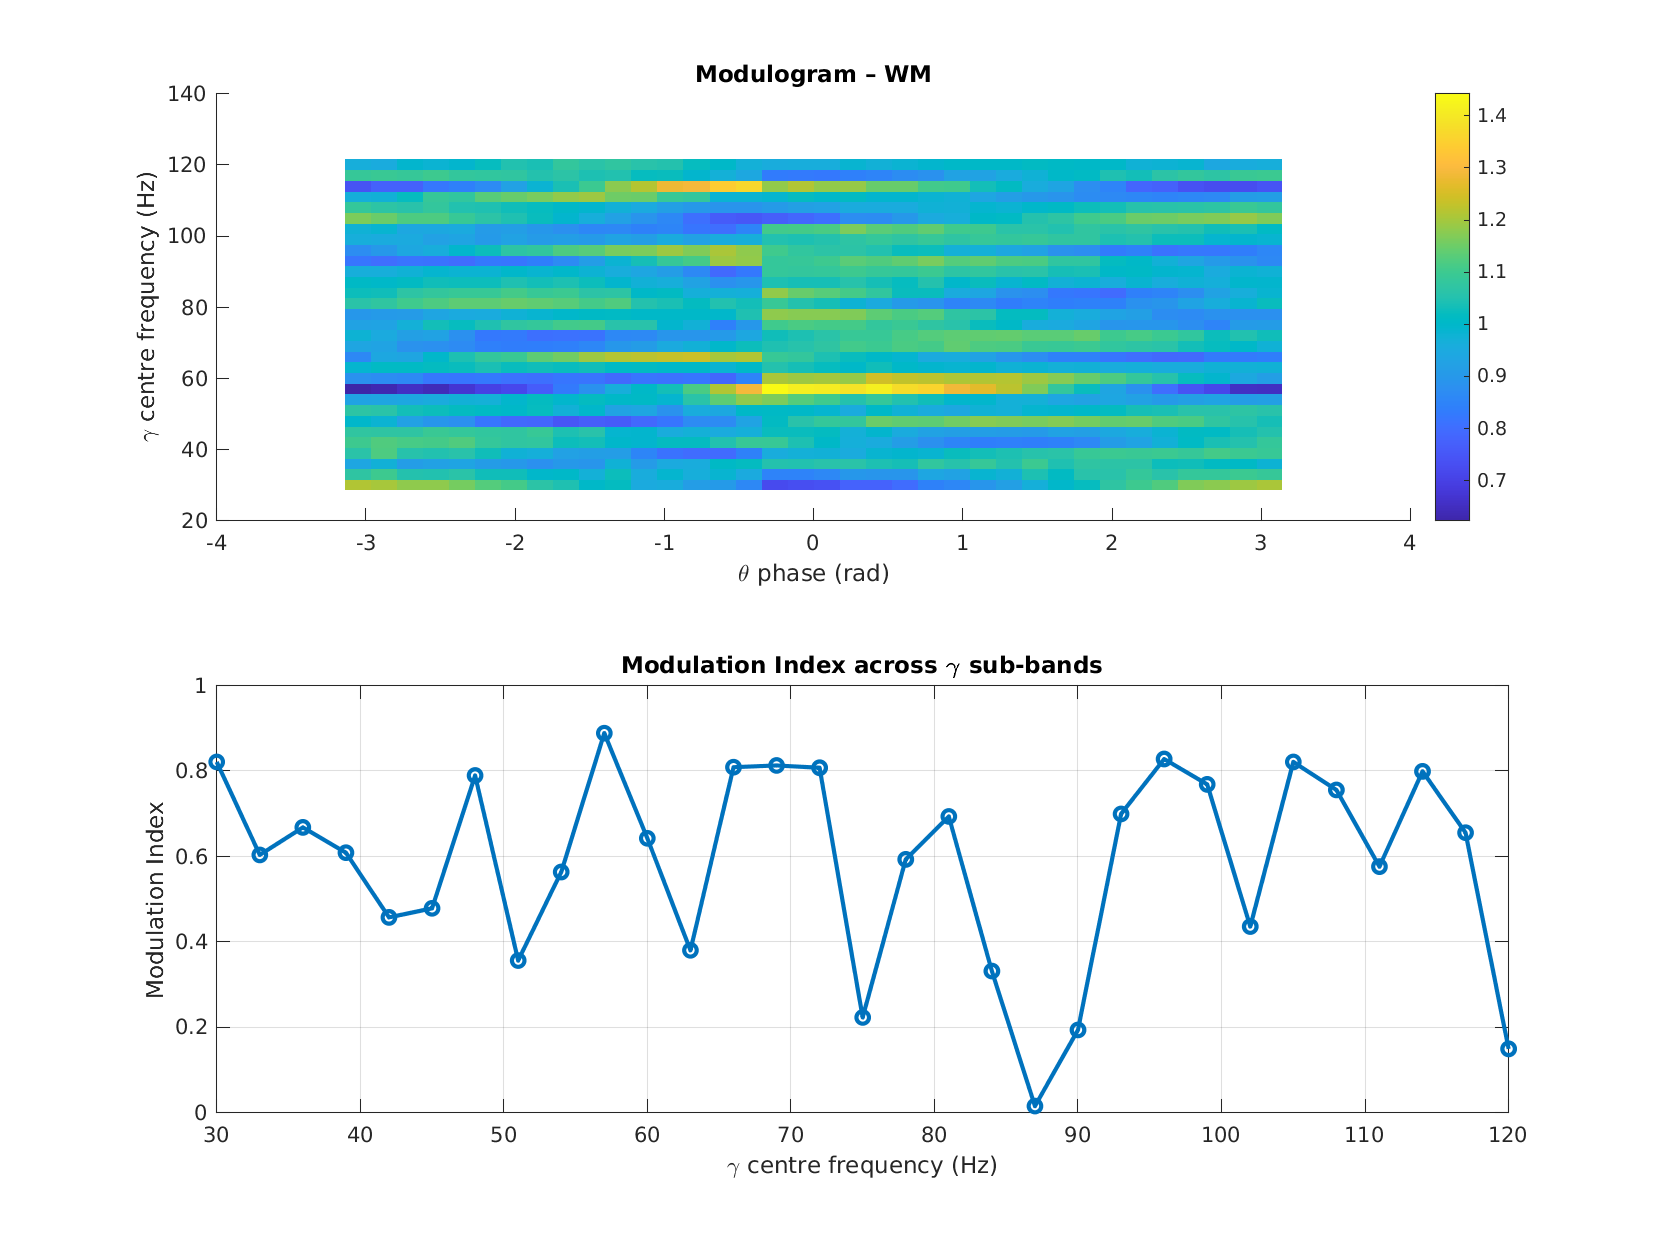 Modulogram – WM
140
120
100
80
60
40
20
γ centre frequency (Hz)
-4 -3 -2 -1 0 1 2 3 4
θ phase (rad)
1.4
1.3
1.2
1.1
1
0.9
0.8
0.7
Modulation Index across γ sub-bands
1
0.8
0.6
0.4
0.2
0
Modulation Index
30 40 50 60 70 80 90 100 110 120
γ centre frequency (Hz)